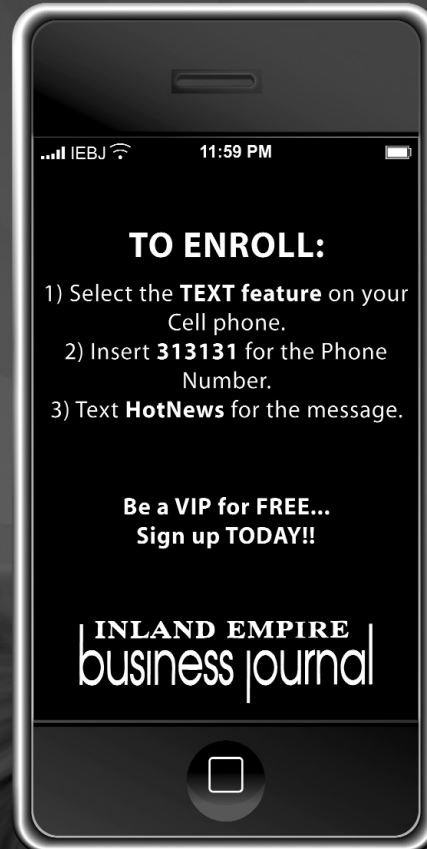 IEBJ 11:59 PM
TO ENROLL:
1) Select the TEXT feature on your
Cell phone.
2) Insert 313131 for the Phone
Number.
3) Text HotNews for the message.
Be a VIP for FREE...
Sign up TODAY!!
INLAND EMPIRE
business journal